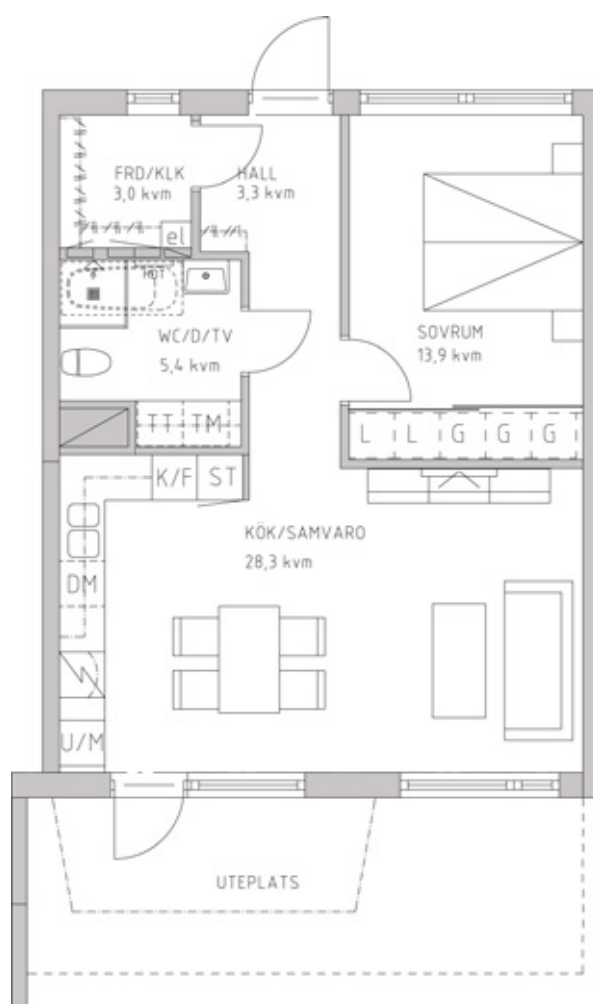 FRD/KLK
3,0 kvm
HALL
3,3 kvm
el
HDT
WC/D/TV
5,4 kvm
SOVRUM
13,9 kvm
TT TM
L L G G G
K/F ST
KÖK/SAMVARO
28,3 kvm
DM
U/M
UTEPLATS